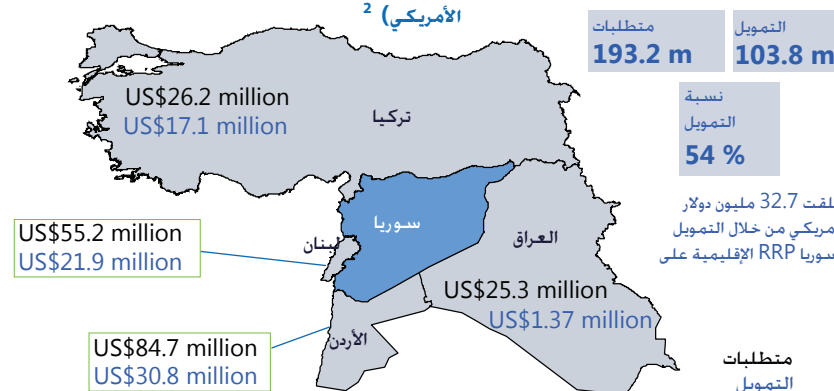 الأمريكي) 2
متطلبات
193.2 m
التمويل
103.8 m
نسبة
التمويل
54 %
US$26.2 million
US$17.1 million
تركيا
سوريا
لبنان
العراق
الأردن
US$55.2 million
US$21.9 million
US$25.3 million
US$1.37 million
US$84.7 million
US$30.8 million
32.7 مليون دولار
من خلال التمويل
سوريا RRP الإقليمية على
متطلبات
التمويل